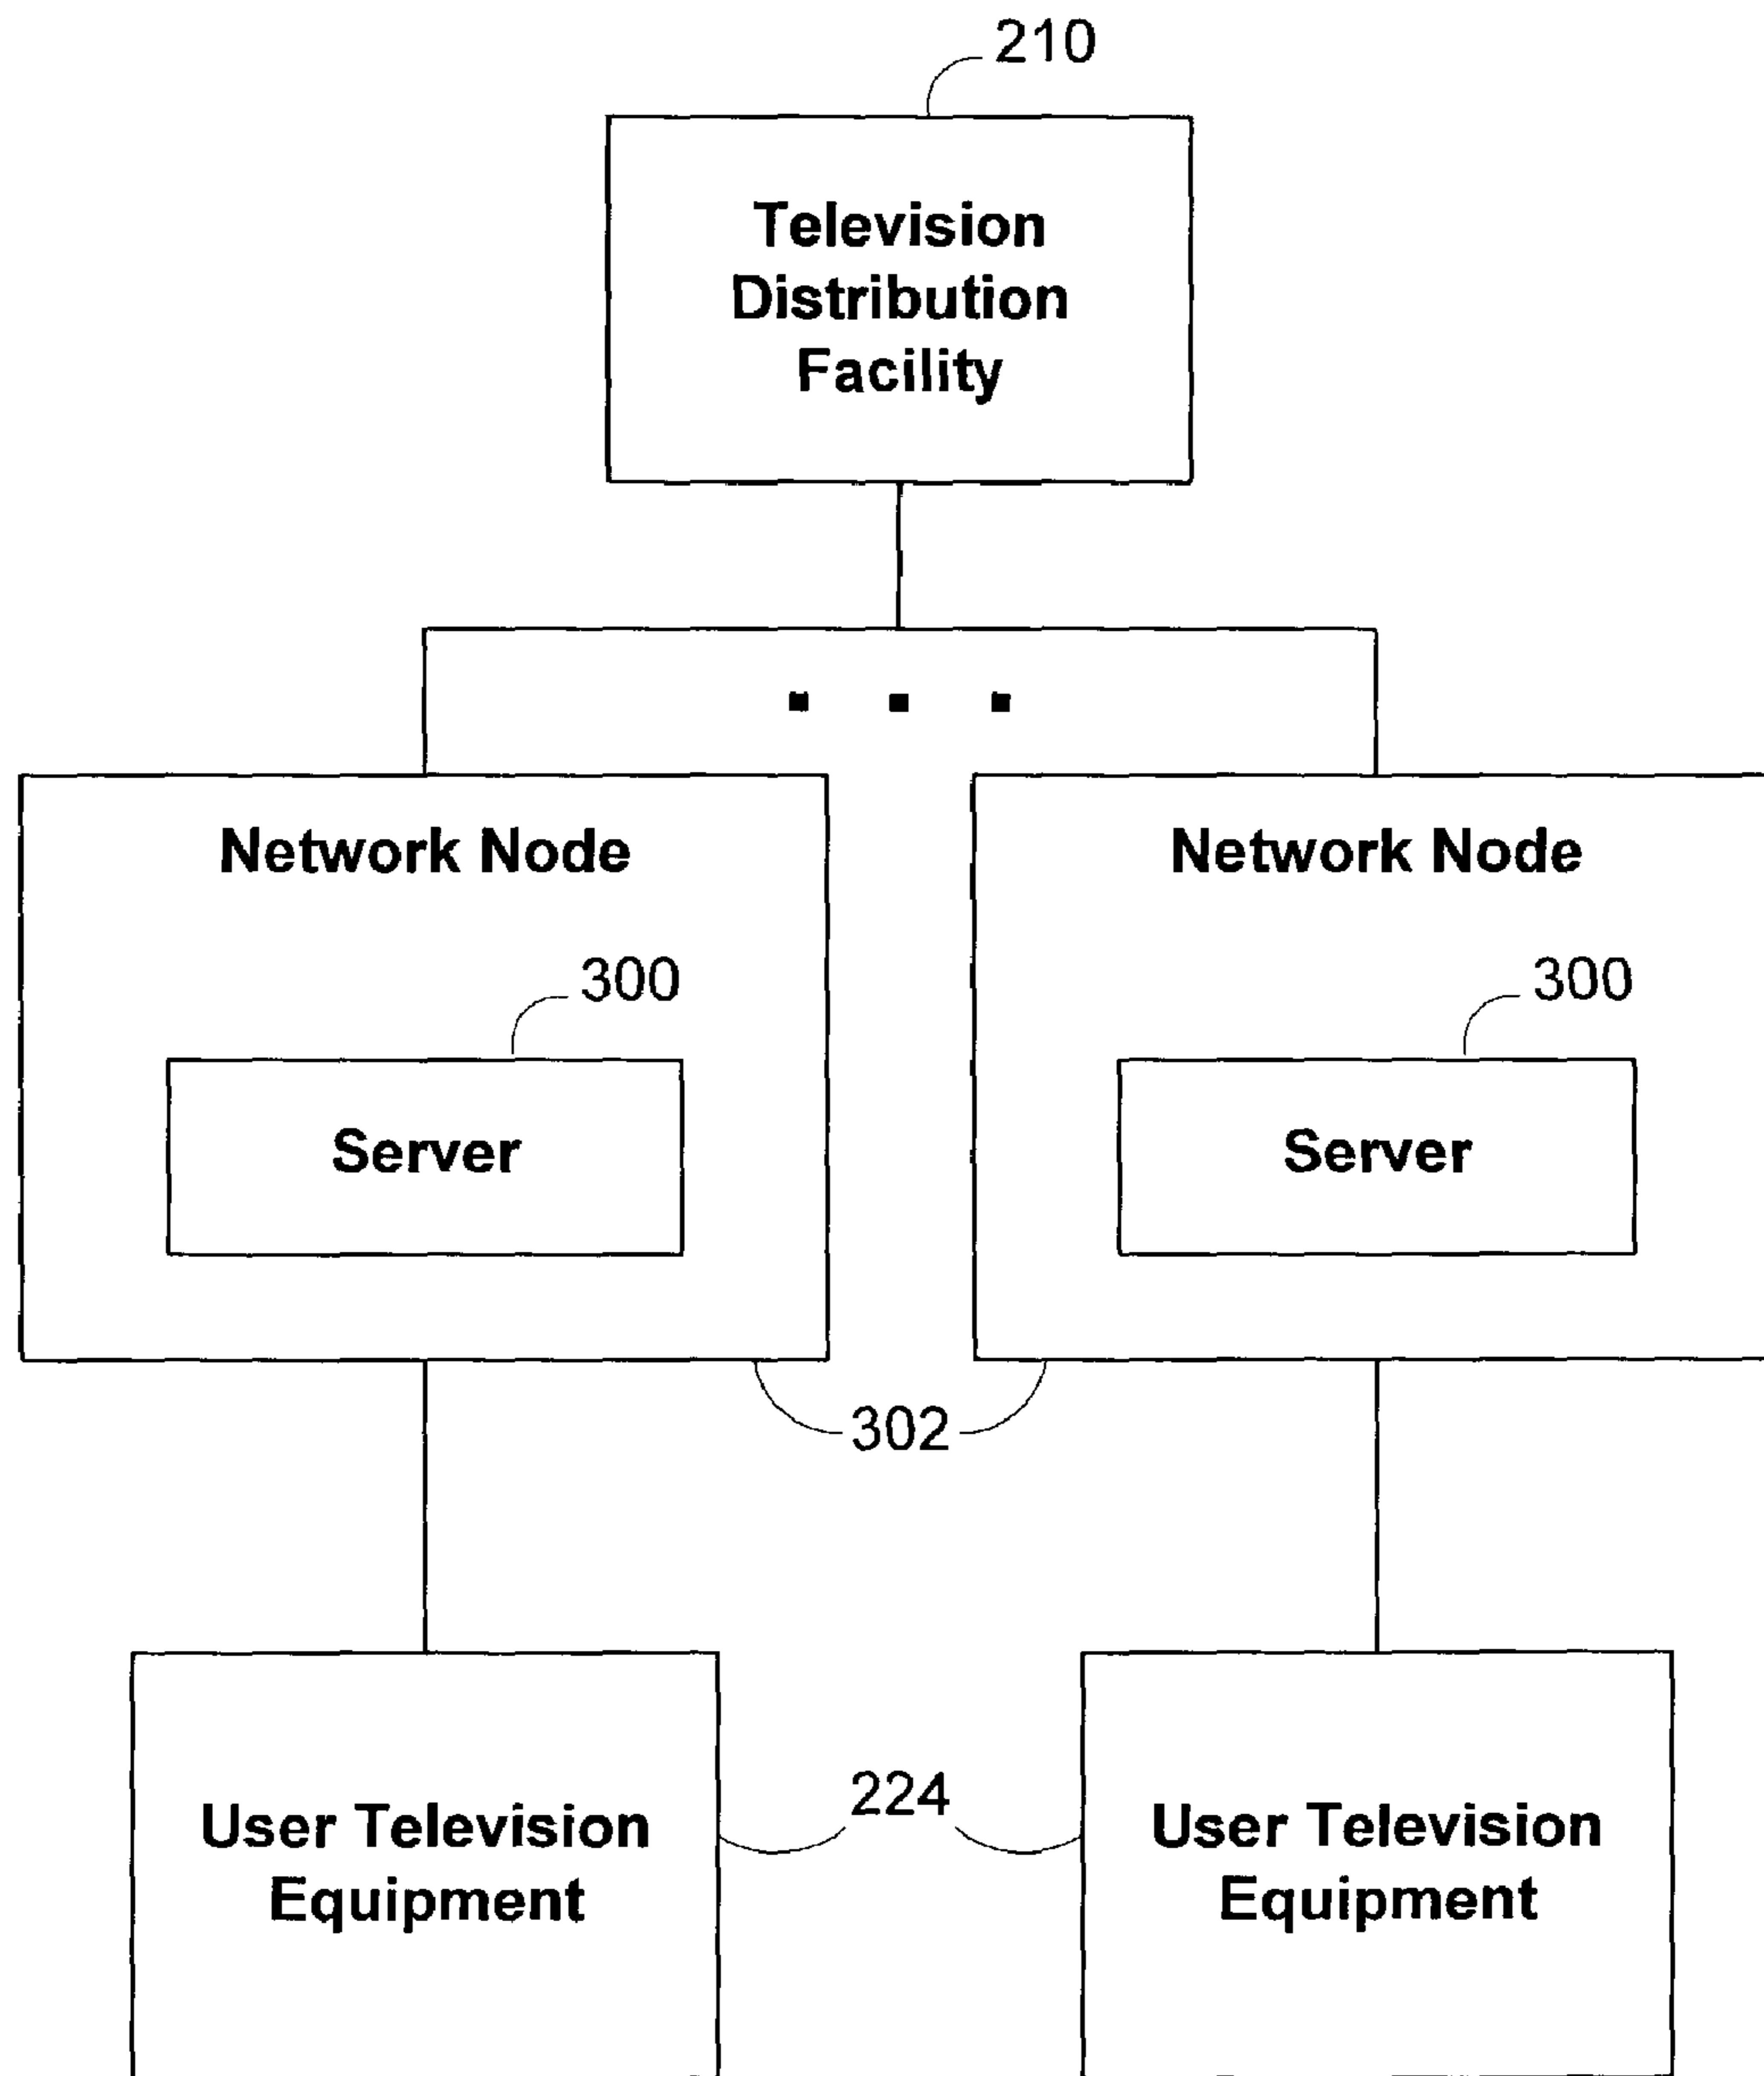 210
Television
Distribution
Facility
Network Node
Network Node
300
300
Server
Server
302
224
User Television
Equipment
User Television
Equipment